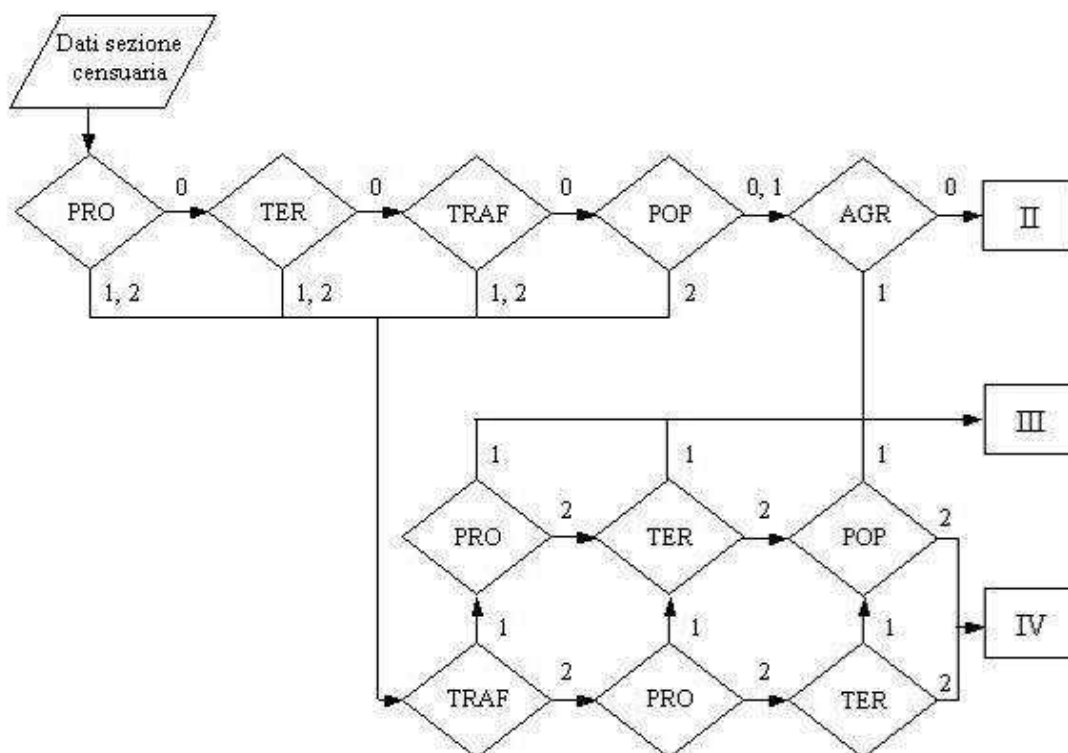 Dati sezione
censuaria
PRO
0
TER
0
TRAF
0
POP
0, 1
AGR
0
II
1, 2
1, 2
1, 2
2
1
III
1
1
1
PRO
2
TER
2
POP
2
1
1
1
IV
TRAF
2
PRO
2
TER
2